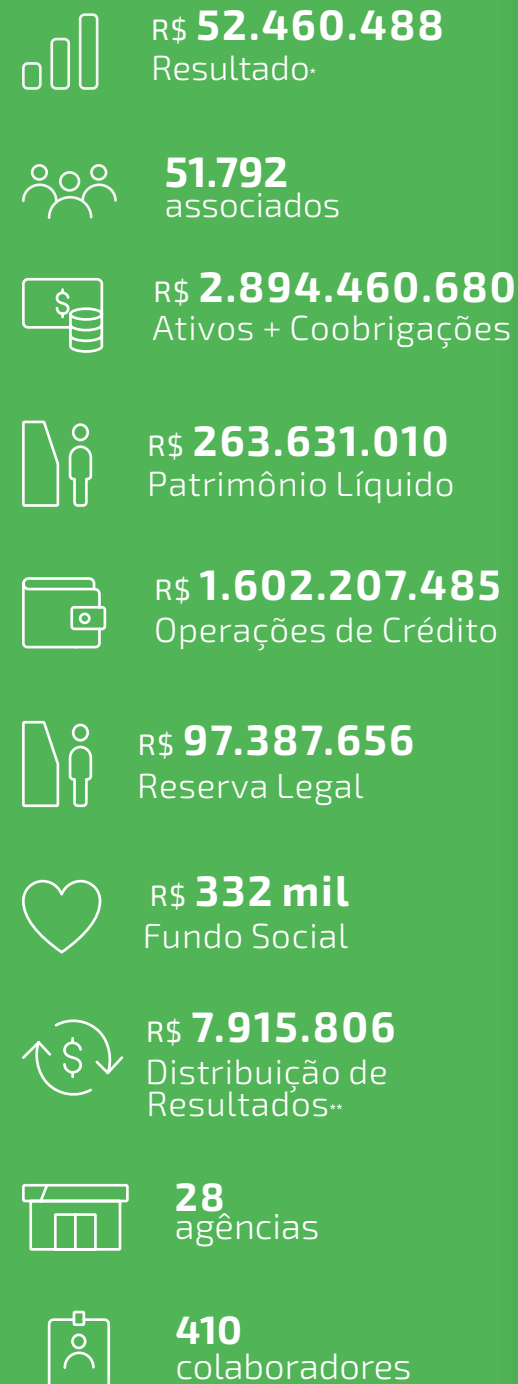 R$ 52.460.488
Resultado*
51.792
associados
$
R$ 2.894.460.680
Ativos + Coobrigações
R$ 263.631.010
Patrimônio Líquido
R$ 1.602.207.485
Operações de Crédito
R$ 97.387.656
Reserva Legal
R$ 332 mil
Fundo Social
$
R$ 7.915.806
Distribuição de
Resultados**
28
agências
410
colaboradores